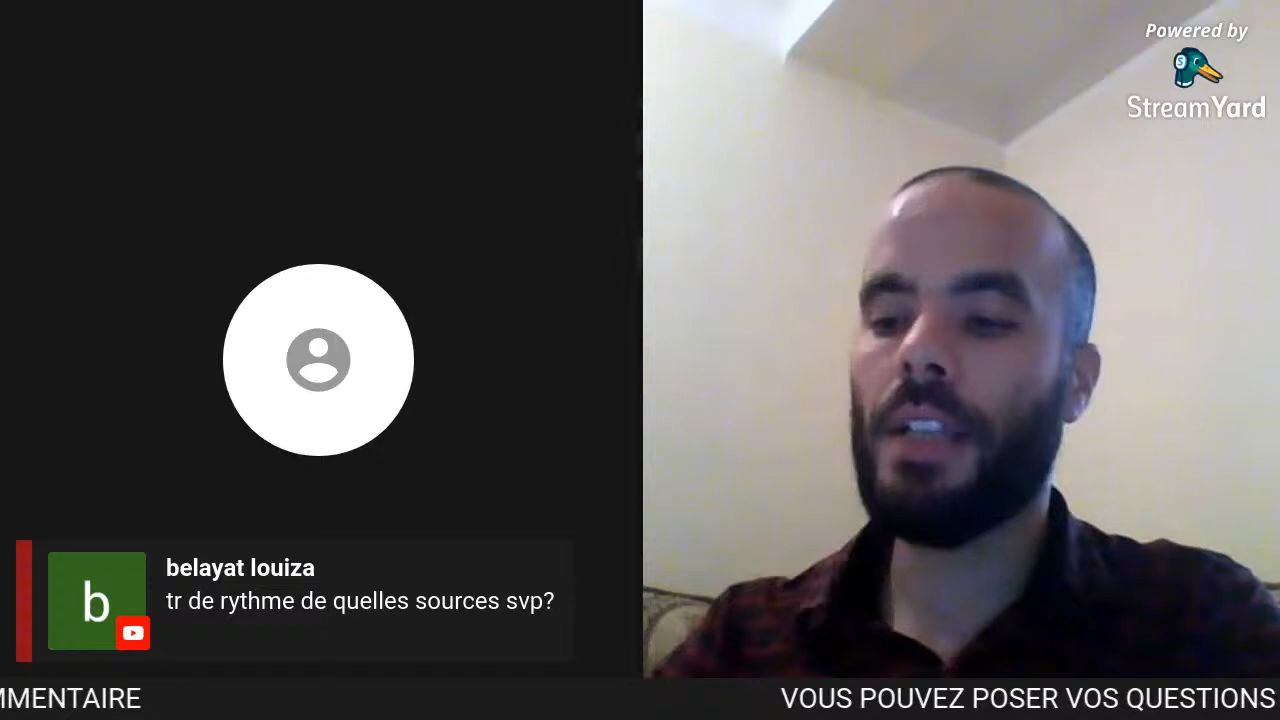 Powered by
StreamYard
b
belayat louiza
tr de rythme de quelles sources svp?
MMENTAIRE
VOUS POUVEZ POSER VOS QUESTIONS